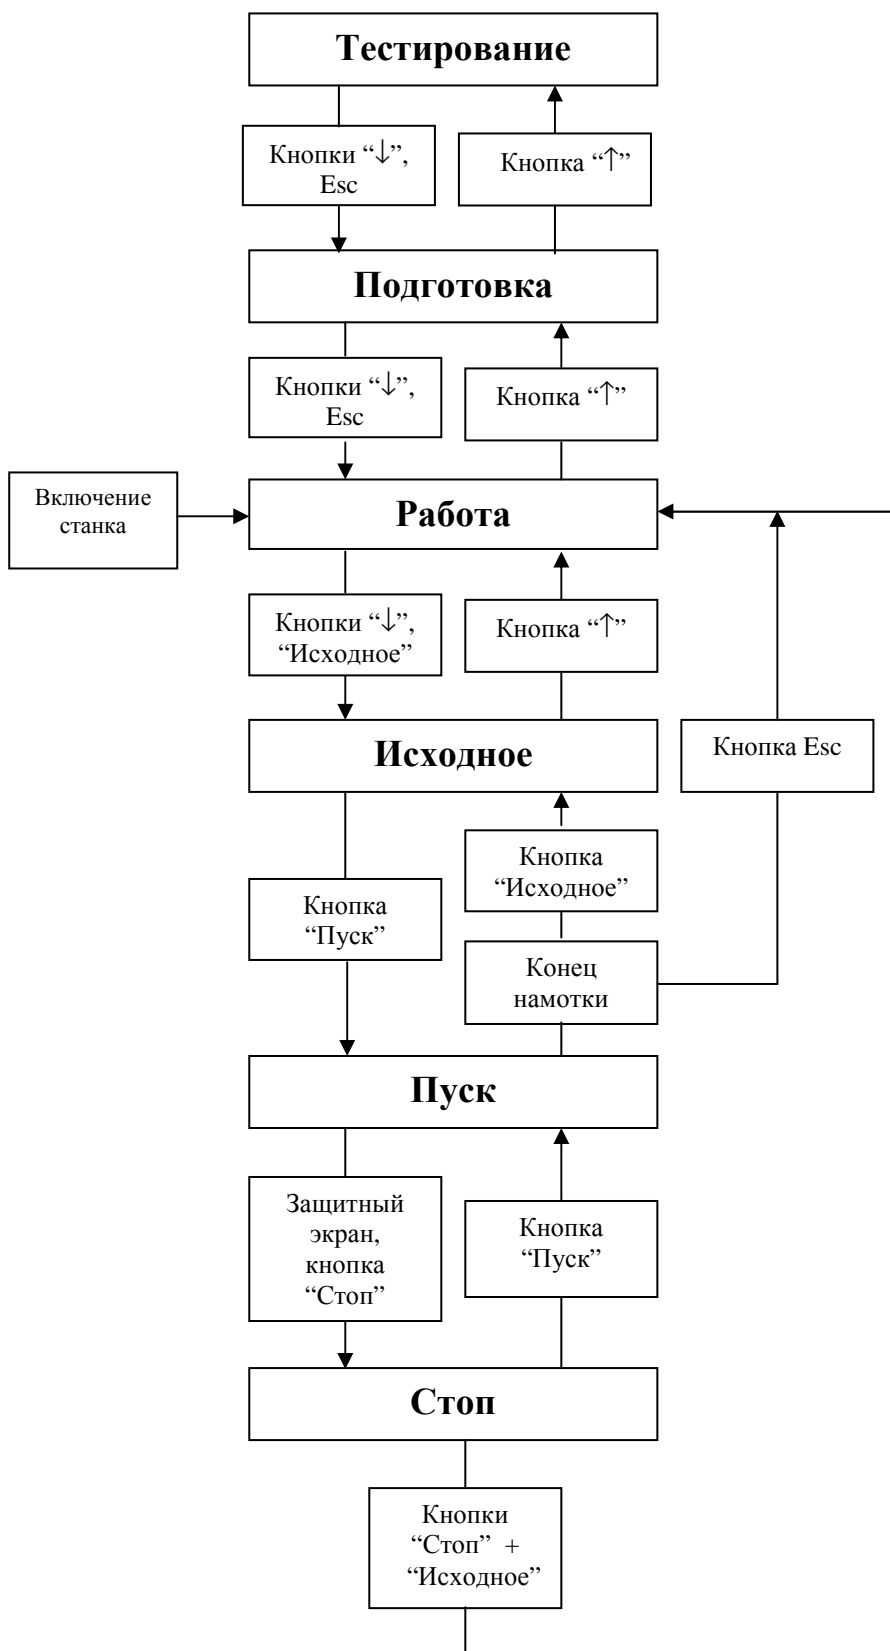 Тестирование
Кнопки “↓”,
Esc
Кнопка “↑”
Подготовка
Кнопки “↓”,
Esc
Кнопка “↑”
Включение
станка
Работа
Кнопки “↓”,
“Исходное”
Кнопка “↑”
Исходное
Кнопка Esc
Кнопка
“Исходное”
Кнопка
“Пуск”
Конец
намотки
Пуск
Защитный
экран,
кнопка
“Стоп”
Кнопка
“Пуск”
Стоп
Кнопки
“Стоп” +
“Исходное”